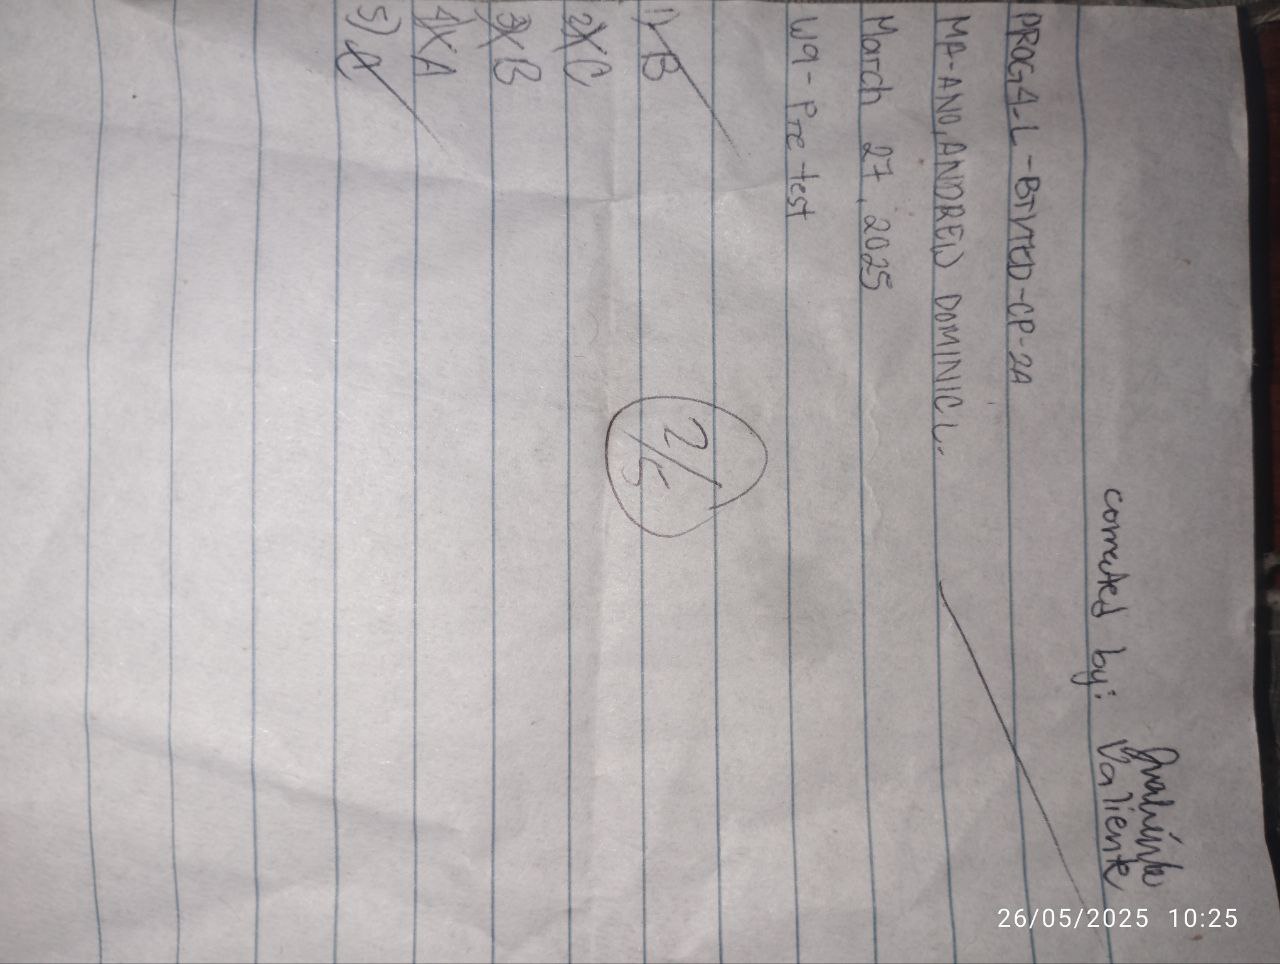 Valiente
corrected by: Valiente
26/05/2025 10:25
PROG4-L-BTVTED-CP-2A
MA-ANO, ANDREW DOMINIC L.
March 27, 2025
W9- Pre test
2/5
1) B
2) C
3) B
4) A
5) C